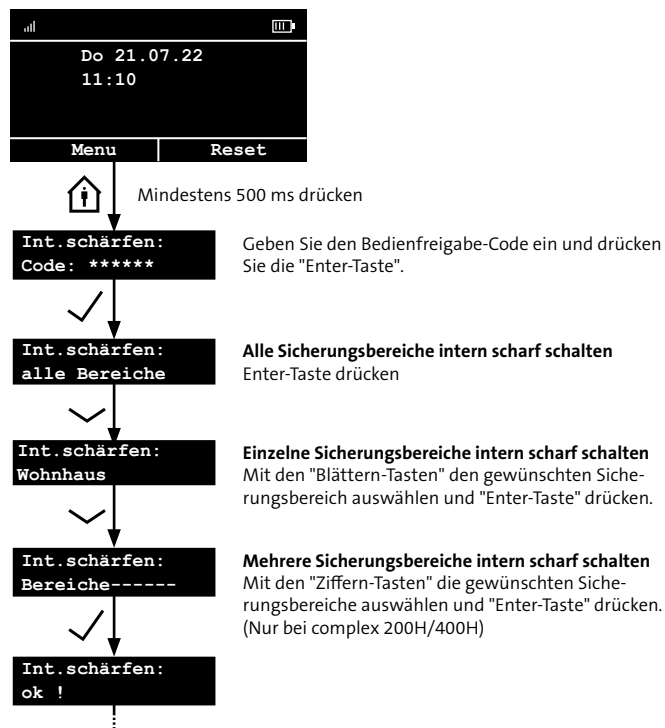 Do 21.07.22
11:10
Menu Reset
Mindestens 500 ms drücken
Int.schärfen:
Code: ******
Geben Sie den Bedienfreigabe-Code ein und drücken
Sie die "Enter-Taste".
Int.schärfen:
alle Bereiche
Alle Sicherungsbereiche intern scharf schalten
Enter-Taste drücken
Int.schärfen:
Wohnhaus
Einzelne Sicherungsbereiche intern scharf schalten
Mit den "Blättern-Tasten" den gewünschten Siche-
rungsbereich auswählen und "Enter-Taste" drücken.
Int.schärfen:
Bereiche------
Mehrere Sicherungsbereiche intern scharf schalten
Mit den "Ziffern-Tasten" die gewünschten Siche-
rungsbereiche auswählen und "Enter-Taste" drücken.
(Nur bei complex 200H/400H)
Int.schärfen:
ok !